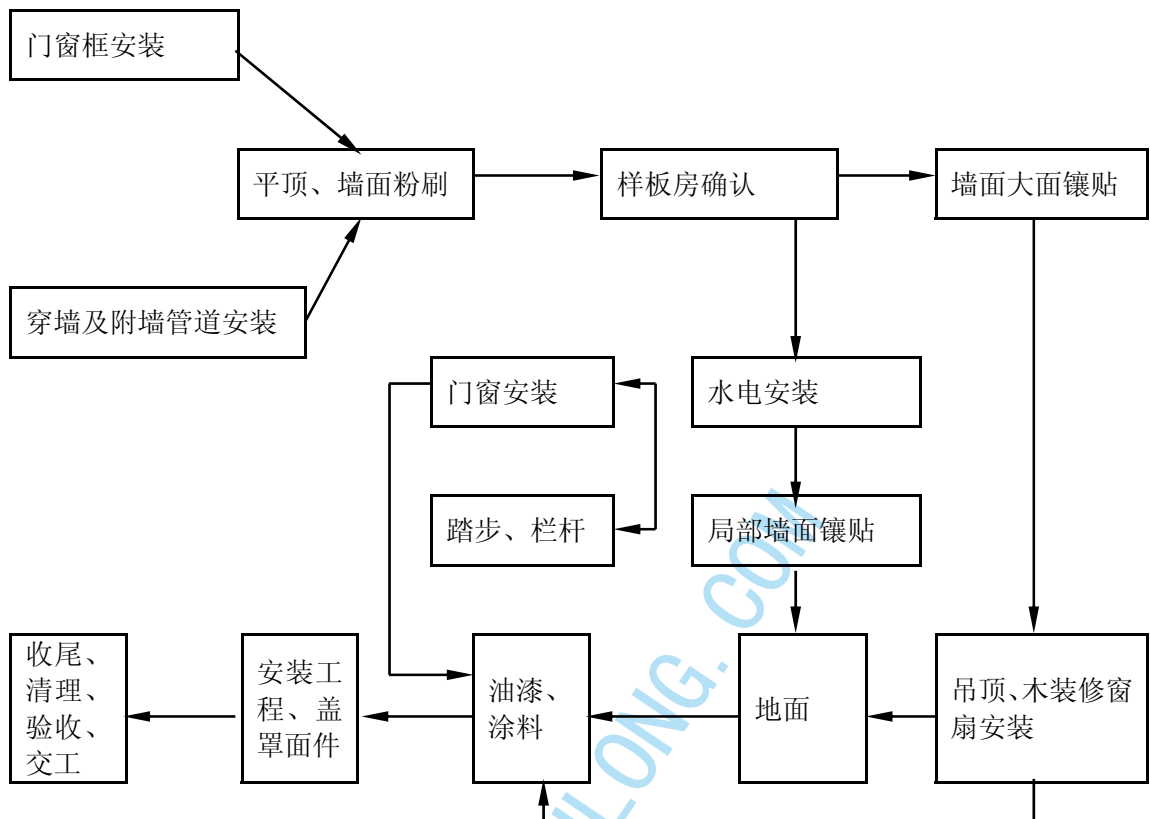 门窗框安装
平顶、墙面粉刷
样板房确认
墙面大面镶贴
穿墙及附墙管道安装
门窗安装
水电安装
踏步、栏杆
局部墙面镶贴
收尾、
清理、
验收、
交工
安装工
程、盖
罩面件
油漆、
涂料
地面
吊顶、木装修窗
扇安装
ULONG.COM